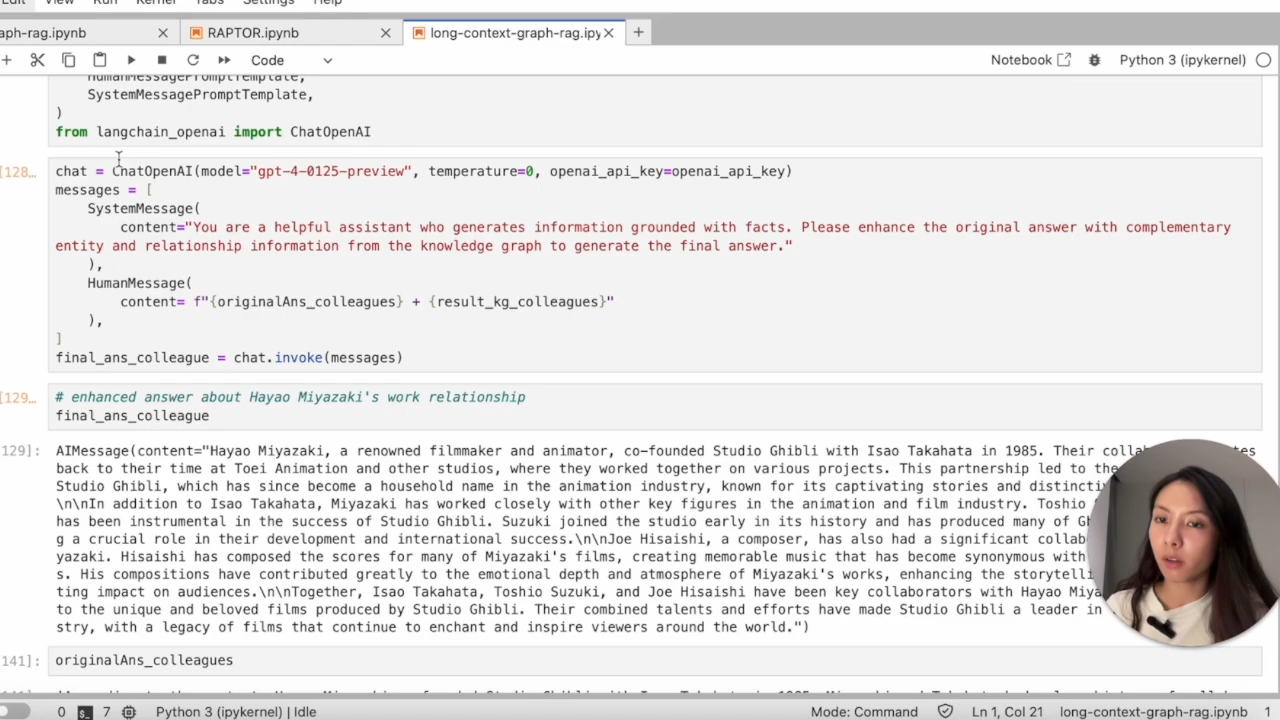 Edit View Run Kernel Tabs Settings Help
aph-rag.ipynb RAPTOR.ipynb long-context-graph-rag.ipy
Code Notebook Python 3 (ipykernel)
HumanMessagePromptTemplate,
SystemMessagePromptTemplate,
)
from langchain_openai import ChatOpenAI
[128… chat = ChatOpenAI(model="gpt-4-0125-preview", temperature=0, openai_api_key=openai_api_key)
messages = [
SystemMessage(
content="You are a helpful assistant who generates information grounded with facts. Please enhance the original answer with complementary
entity and relationship information from the knowledge graph to generate the final answer."
),
HumanMessage(
content= f"{originalAns_colleagues} + {result_kg_colleagues}"
),
]
final_ans_colleague = chat.invoke(messages)
[129… # enhanced answer about Hayao Miyazaki's work relationship
final_ans_colleague
129]: AIMessage(content="Hayao Miyazaki, a renowned filmmaker and animator, co-founded Studio Ghibli with Isao Takahata in 1985. Their
back to their time at Toei Animation and other studios, where they worked together on various projects. This partnership led to the
Studio Ghibli, which has since become a household name in the animation industry, known for its captivating stories and
\n\nIn addition to Isao Takahata, Miyazaki has worked closely with other key figures in the animation and film industry. Toshio
has been instrumental in the success of Studio Ghibli. Suzuki joined the studio early in its history and has produced many of
g a crucial role in their development and international success.\n\nJoe Hisaishi, a composer, has also had a significant
yazaki. Hisaishi has composed the scores for many of Miyazaki's films, creating memorable music that has become synonymous with
s. His compositions have contributed greatly to the emotional depth and atmosphere of Miyazaki's works, enhancing the
ting impact on audiences.\n\nTogether, Isao Takahata, Toshio Suzuki, and Joe Hisaishi have been key collaborators with Hayao
to the unique and beloved films produced by Studio Ghibli. Their combined talents and efforts have made Studio Ghibli a leader in
stry, with a legacy of films that continue to enchant and inspire viewers around the world.")
[141]: originalAns_colleagues
0 7 Python 3 (ipykernel) | Idle Mode: Command Ln 1, Col 21 long-context-graph-rag.ipynb 1